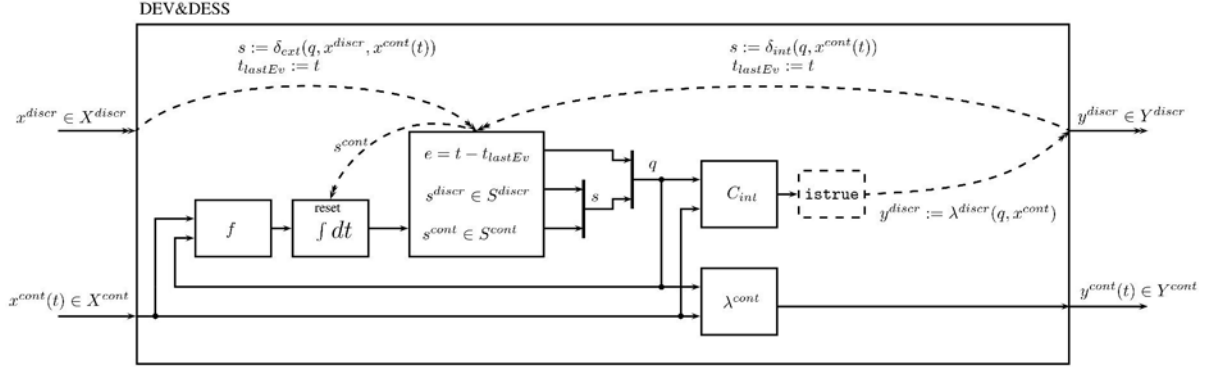 DEV&DESS
s := δ_ext(q, x^discr, x^cont(t))
t_lastEv := t
s := δ_int(q, x^cont(t))
t_lastEv := t
x^discr ∈ X^discr
y^discr ∈ Y^discr
s^cont
e = t − t_lastEv
q
s^discr ∈ S^discr
s
C_int
istrue
reset
f
∫ dt
s^cont ∈ S^cont
y^discr := λ^discr(q, x^cont)
x^cont(t) ∈ X^cont
λ^cont
y^cont(t) ∈ Y^cont